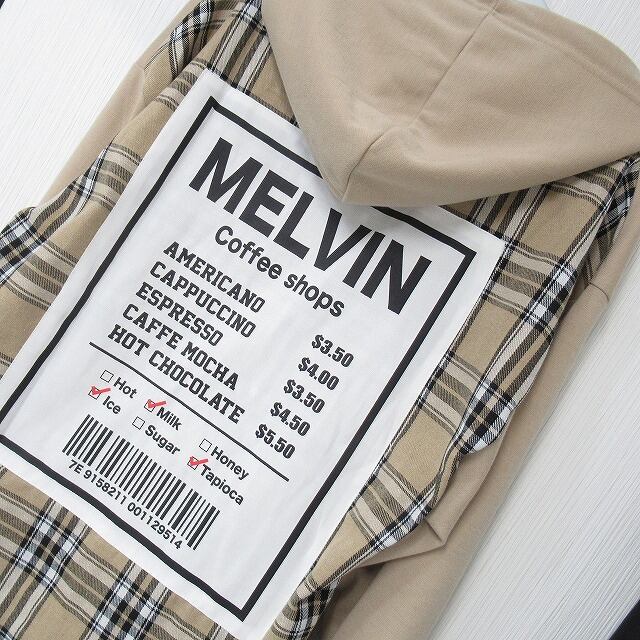 MELVIN
Coffee shops
AMERICANO $3.50
CAPPUCCINO $4.00
ESPRESSO $3.50
CAFFE MOCHA $4.50
HOT CHOCOLATE $5.50
Hot Milk Honey
Ice Sugar Tapioca
7E 9158211 001129514